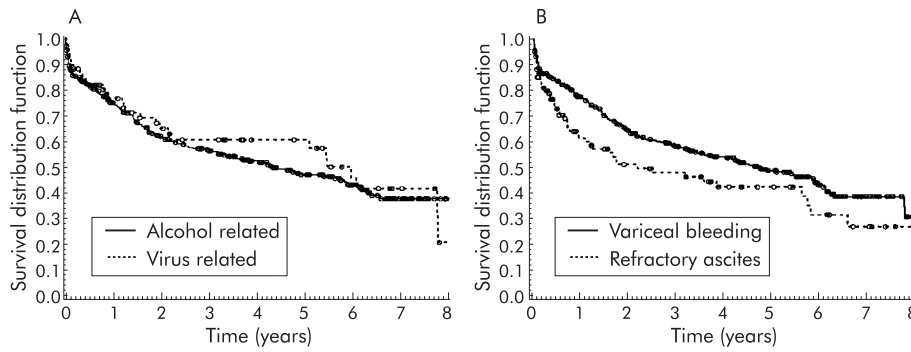 A
Survival distribution function
1.0
0.9
0.8
0.7
0.6
0.5
0.4
0.3
0.2
0.1
0.0
Alcohol related
Virus related
0 1 2 3 4 5 6 7 8
Time (years)
B
Survival distribution function
1.0
0.9
0.8
0.7
0.6
0.5
0.4
0.3
0.2
0.1
0.0
Variceal bleeding
Refractory ascites
0 1 2 3 4 5 6 7 8
Time (years)